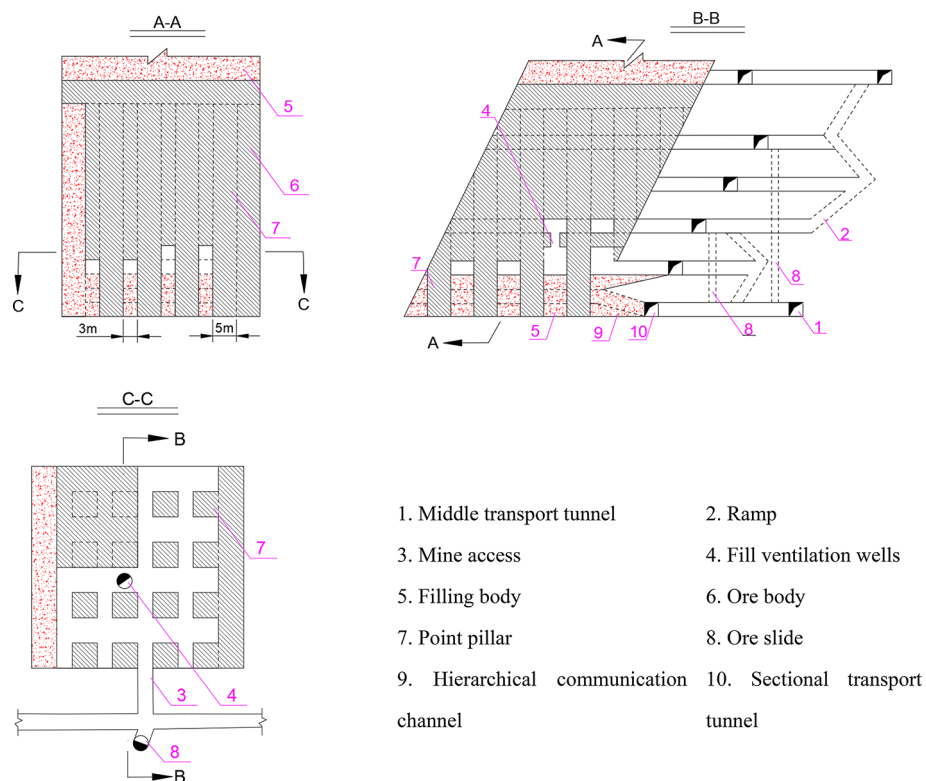 A-A
5
6
7
C
C
3m
5m
B-B
A
4
2
7
8
A
5
9
10
8
1
C-C
B
7
3
4
8
B
1. Middle transport tunnel
2. Ramp
3. Mine access
4. Fill ventilation wells
5. Filling body
6. Ore body
7. Point pillar
8. Ore slide
9. Hierarchical communication
channel
10. Sectional transport
tunnel